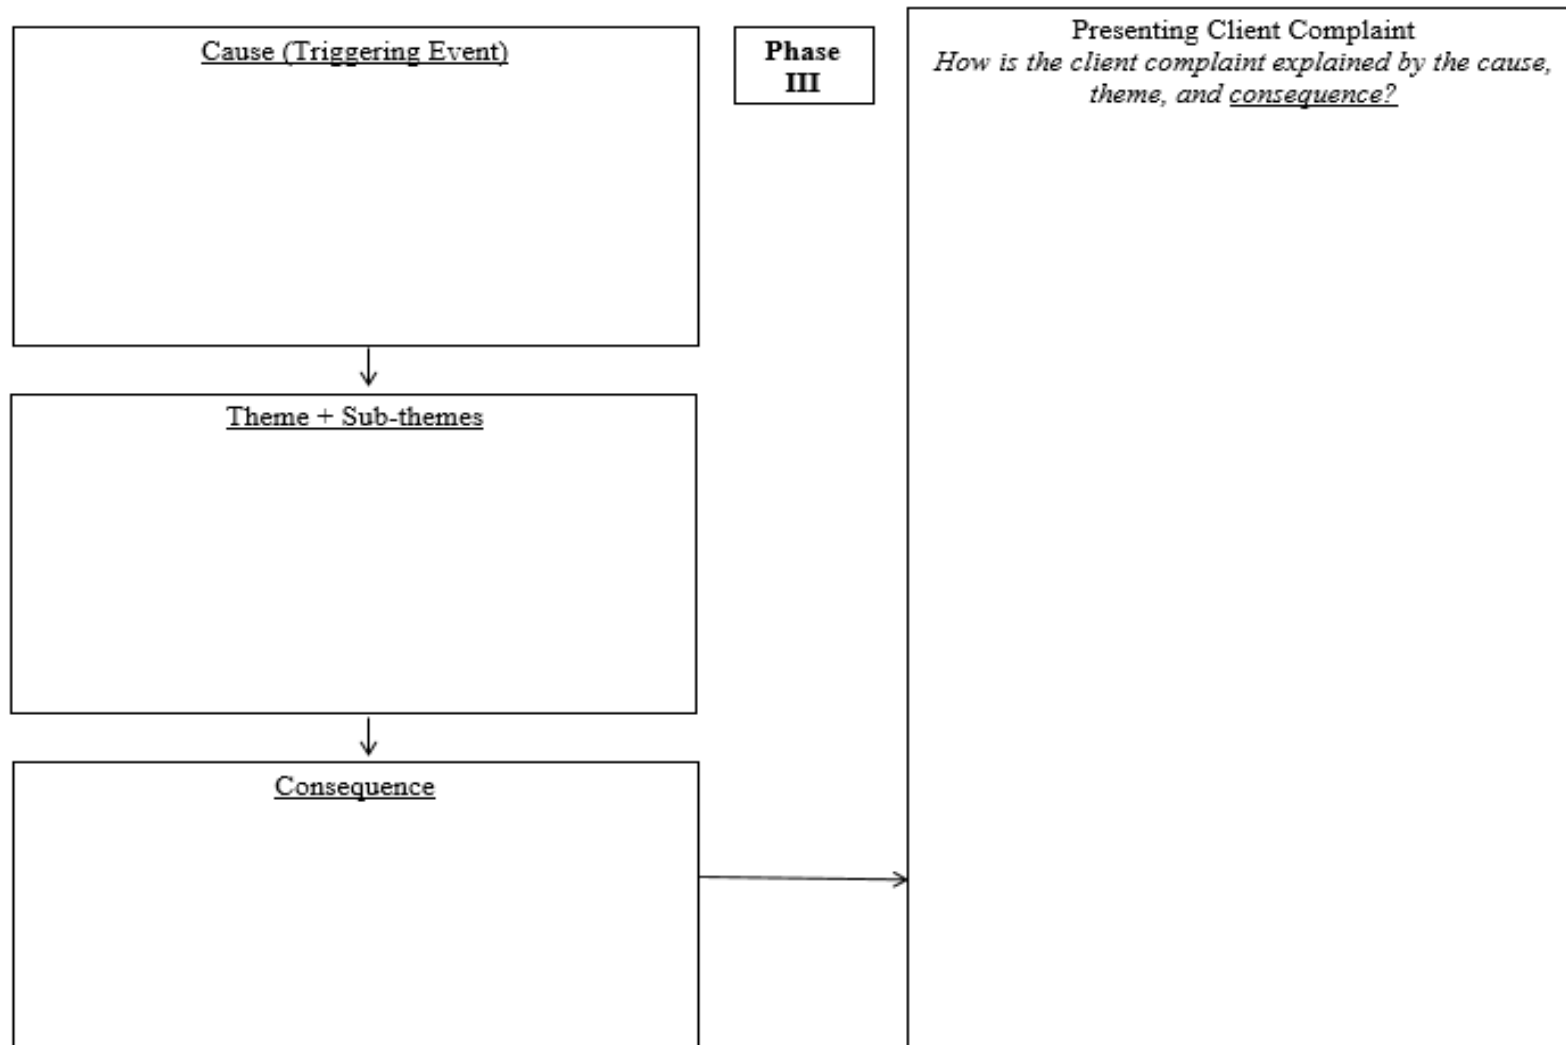 Cause (Triggering Event)
Phase
III
Presenting Client Complaint
How is the client complaint explained by the cause,
theme, and consequence?
Theme + Sub-themes
Consequence